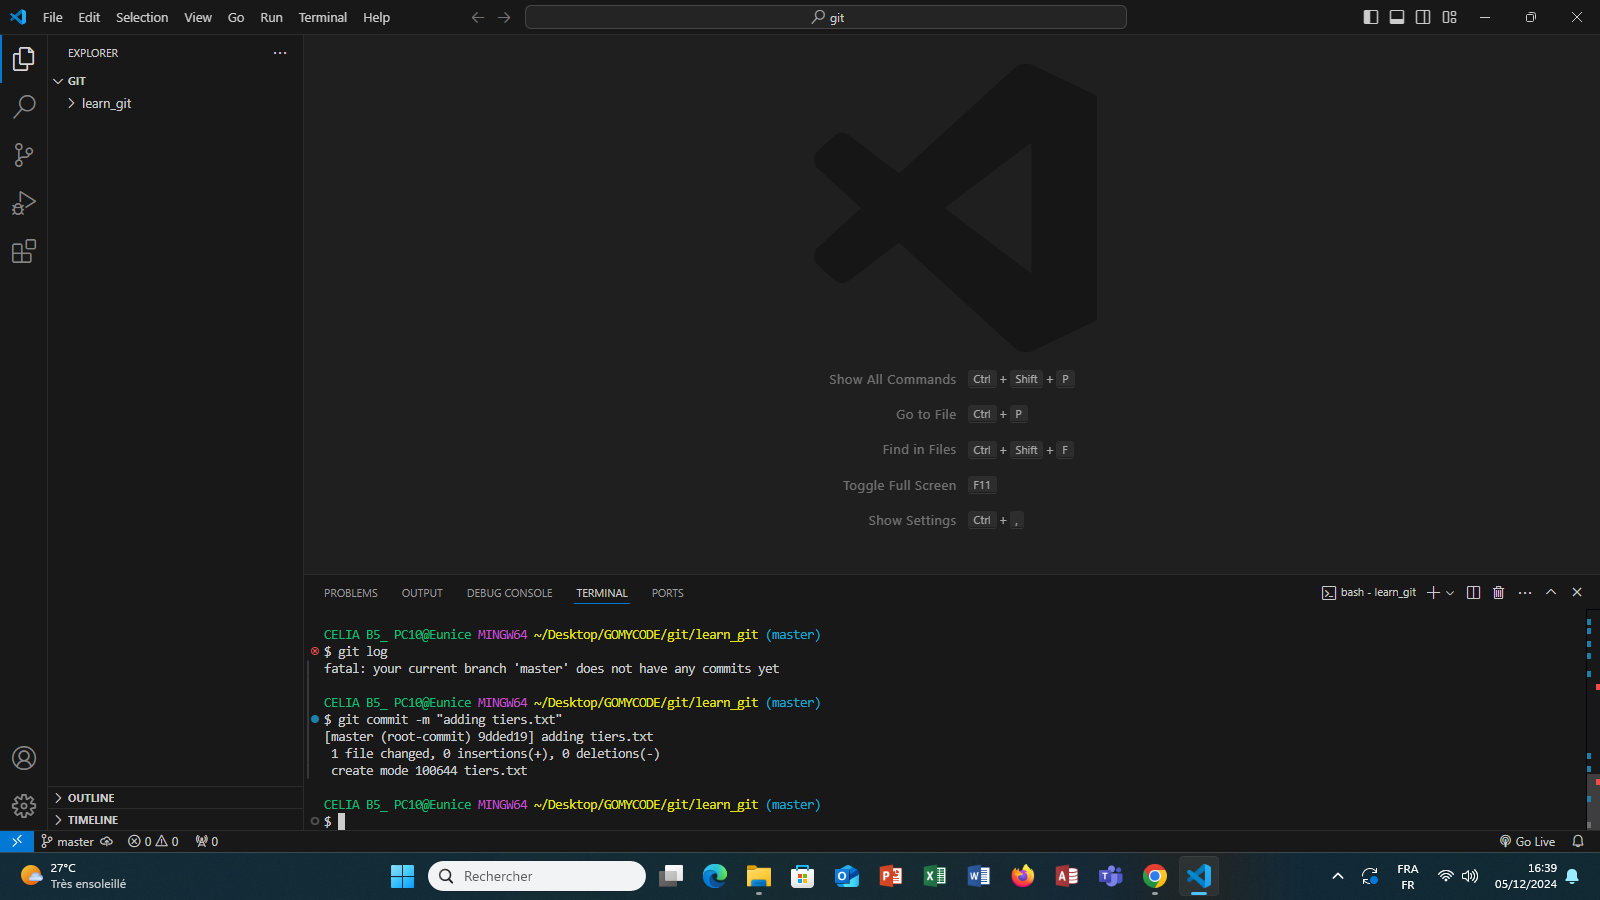 File Edit Selection View Go Run Terminal Help
git
EXPLORER
GIT
learn_git
Show All Commands Ctrl + Shift + P
Go to File Ctrl + P
Find in Files Ctrl + Shift + F
Toggle Full Screen F11
Show Settings Ctrl + ,
PROBLEMS OUTPUT DEBUG CONSOLE TERMINAL PORTS
bash - learn_git
CELIA B5_ PC10@Eunice MINGW64 ~/Desktop/GOMYCODE/git/learn_git (master)
$ git log
fatal: your current branch 'master' does not have any commits yet
CELIA B5_ PC10@Eunice MINGW64 ~/Desktop/GOMYCODE/git/learn_git (master)
$ git commit -m "adding tiers.txt"
[master (root-commit) 9dded19] adding tiers.txt
1 file changed, 0 insertions(+), 0 deletions(-)
create mode 100644 tiers.txt
CELIA B5_ PC10@Eunice MINGW64 ~/Desktop/GOMYCODE/git/learn_git (master)
$
OUTLINE
TIMELINE
master 0 0 0
Go Live
27°C
Très ensoleillé
Rechercher
FRA
FR
16:39
05/12/2024